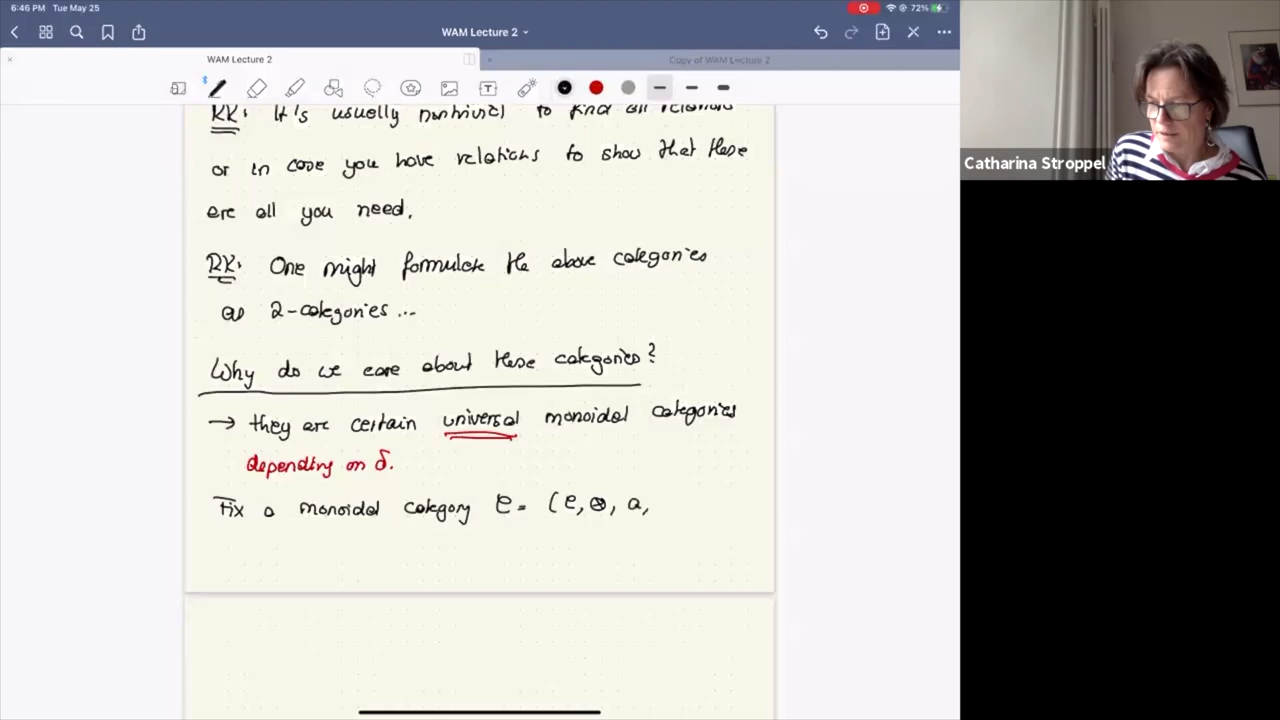 6:46 PM Tue May 25
72%
WAM Lecture 2
WAM Lecture 2
Copy of WAM Lecture 2
RK: It's usually nontrivial to find all relations
or in case you have relations to show that these
are all you need.
RK: One might formulate the above categories
as 2-categories ...
Why do we care about these categories?
→ they are certain universal monoidal categories
depending on δ.
Fix a monoidal category C = (C, ⊗, a,
Catharina Stroppel